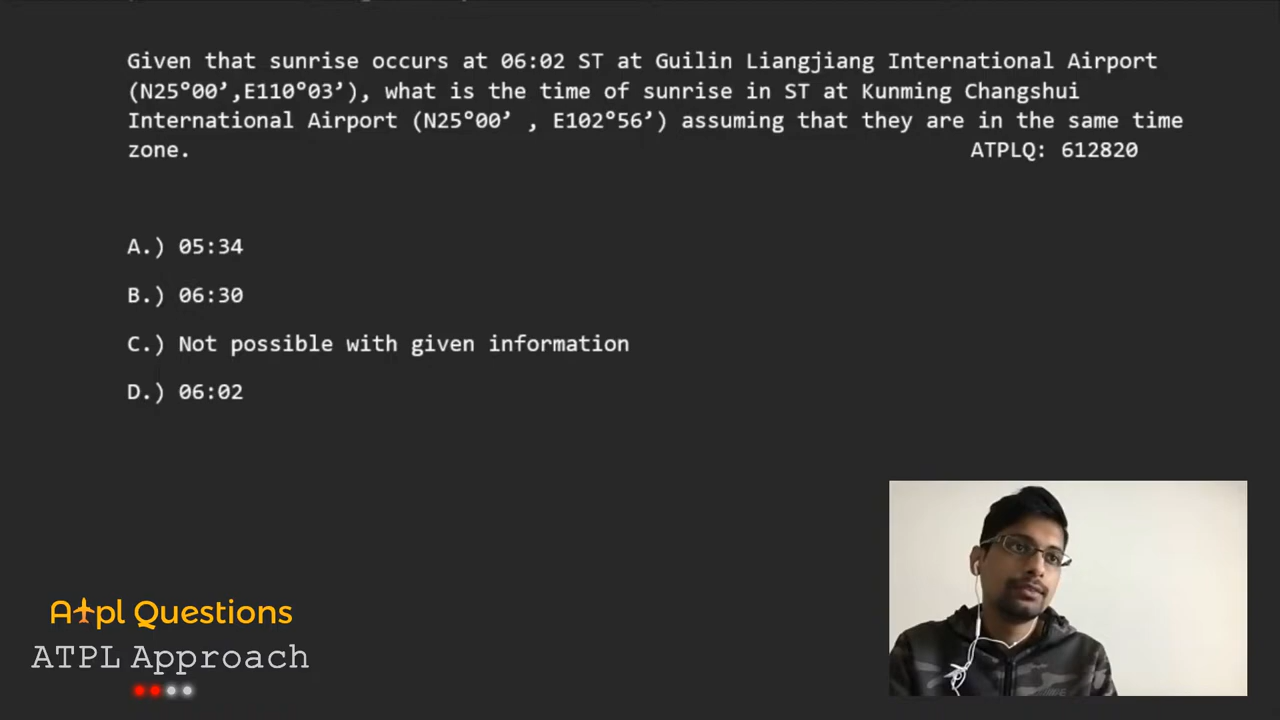 Given that sunrise occurs at 06:02 ST at Guilin Liangjiang International Airport
(N25°00’,E110°03’), what is the time of sunrise in ST at Kunming Changshui
International Airport (N25°00’ , E102°56’) assuming that they are in the same time
zone. ATPLQ: 612820
A.) 05:34
B.) 06:30
C.) Not possible with given information
D.) 06:02
Atpl Questions
ATPL Approach